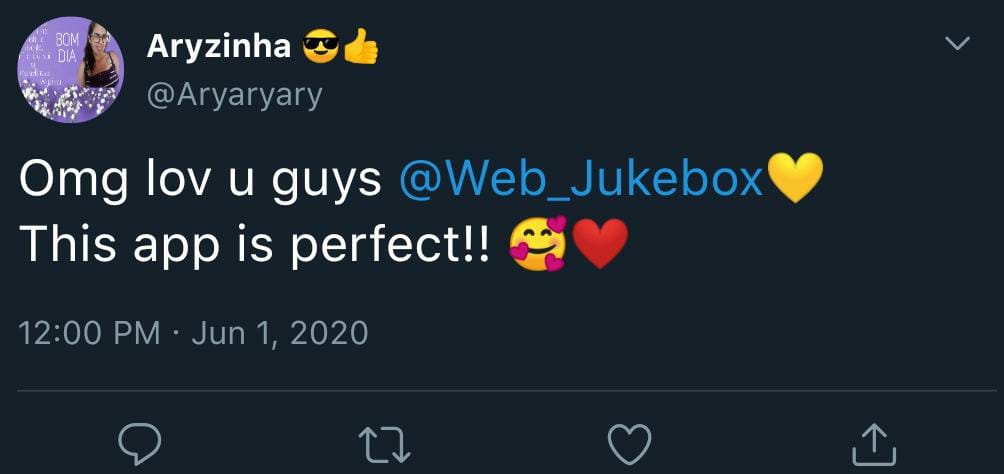 Aryzinha 😎👍
@Aryaryary
BOM
DIA
Omg lov u guys @Web_Jukebox💛
This app is perfect!! 🥰❤️
12:00 PM · Jun 1, 2020